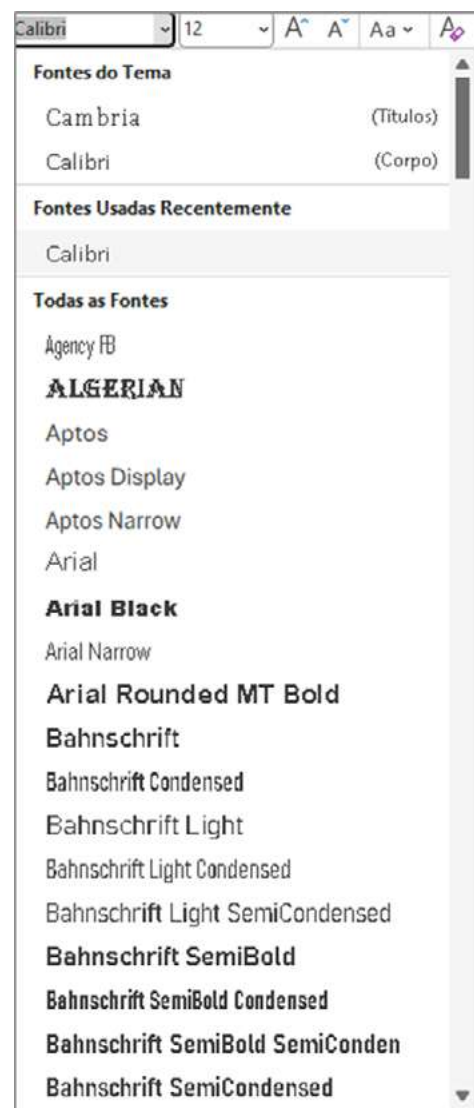 Calibri 12 A A Aa A
Fontes do Tema
Cambria (Títulos)
Calibri (Corpo)
Fontes Usadas Recentemente
Calibri
Todas as Fontes
Agency FB
ALGERIAN
Aptos
Aptos Display
Aptos Narrow
Arial
Arial Black
Arial Narrow
Arial Rounded MT Bold
Bahnschrift
Bahnschrift Condensed
Bahnschrift Light
Bahnschrift Light Condensed
Bahnschrift Light SemiCondensed
Bahnschrift SemiBold
Bahnschrift SemiBold Condensed
Bahnschrift SemiBold SemiConden
Bahnschrift SemiCondensed